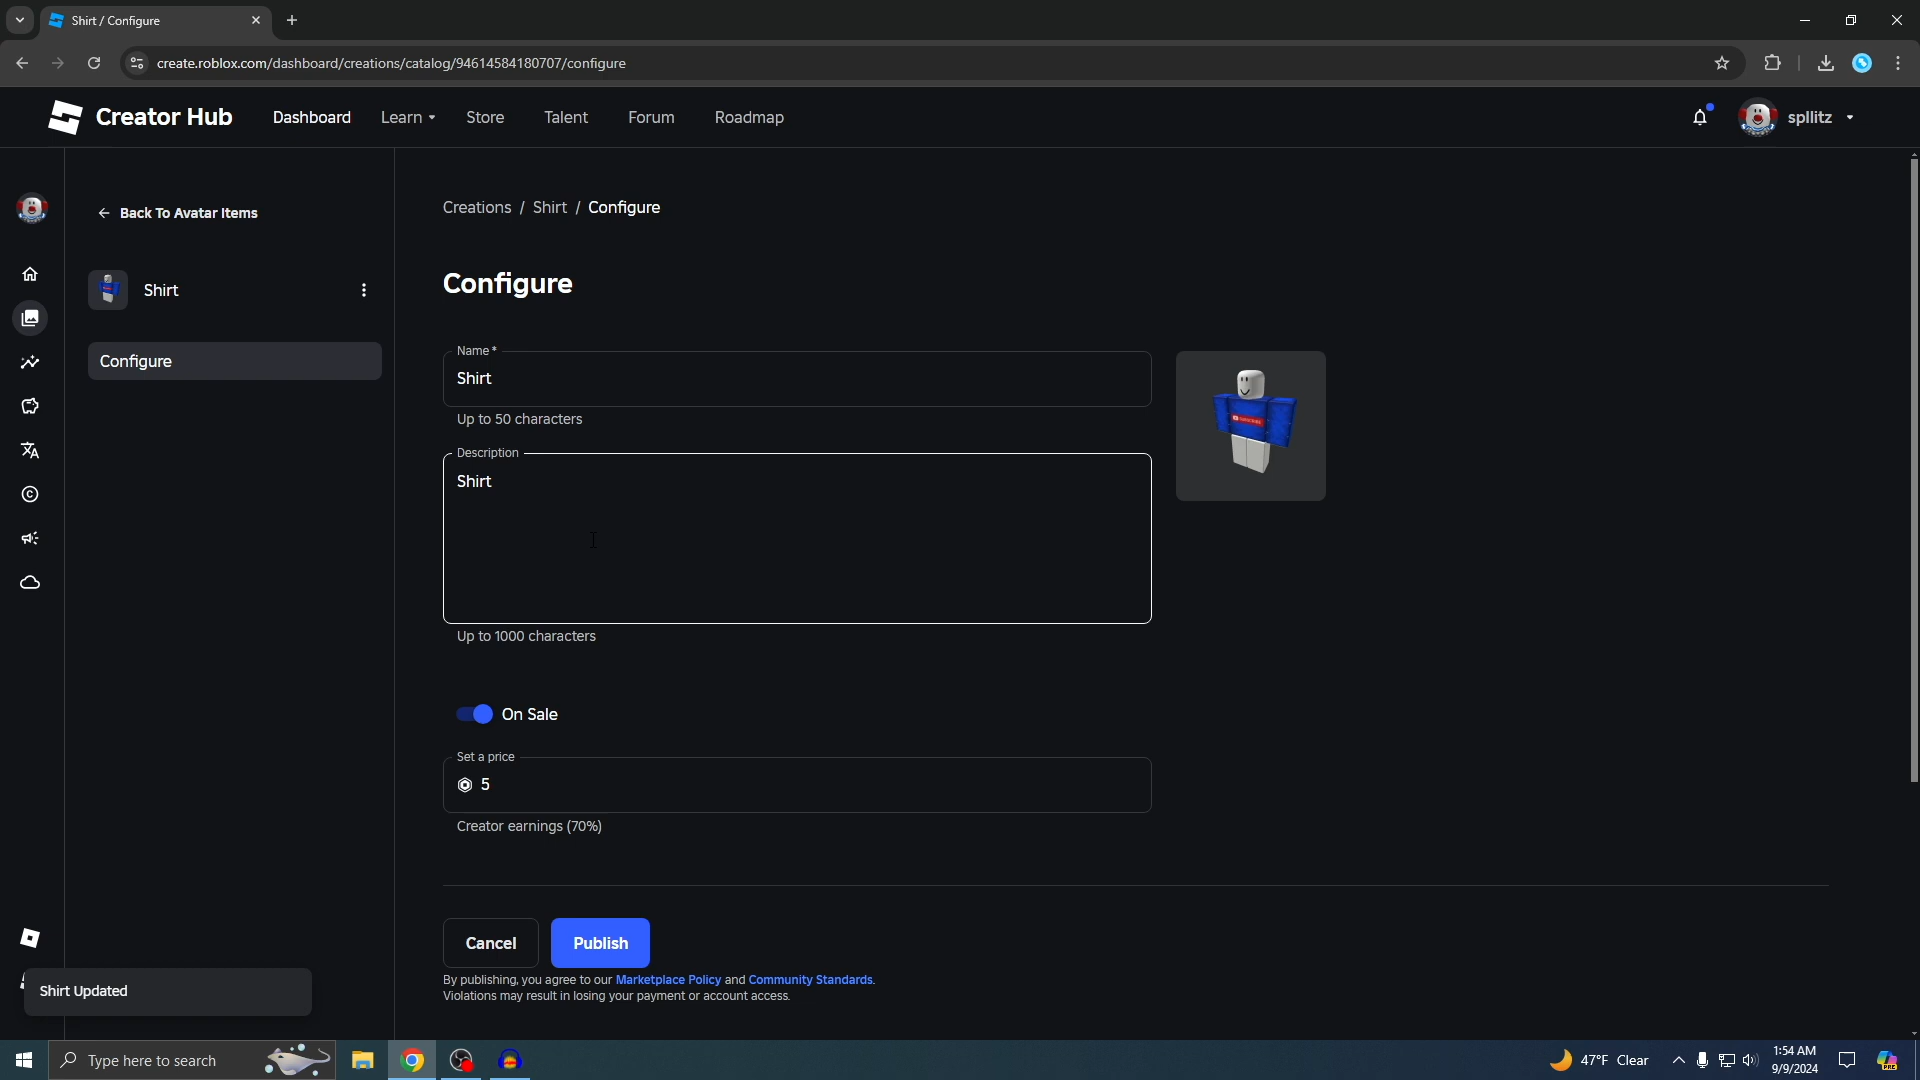 Shirt / Configure
create.roblox.com/dashboard/creations/catalog/94614584180707/configure
Creator Hub
Dashboard
Learn
Store
Talent
Forum
Roadmap
spllitz
Back To Avatar Items
Creations / Shirt / Configure
Shirt
Configure
Configure
Name*
Shirt
Up to 50 characters
Description
Shirt
Up to 1000 characters
On Sale
Set a price
5
Creator earnings (70%)
Cancel
Publish
By publishing, you agree to our Marketplace Policy and Community Standards.
Violations may result in losing your payment or account access.
Shirt Updated
Type here to search
47°F Clear
1:54 AM
9/9/2024